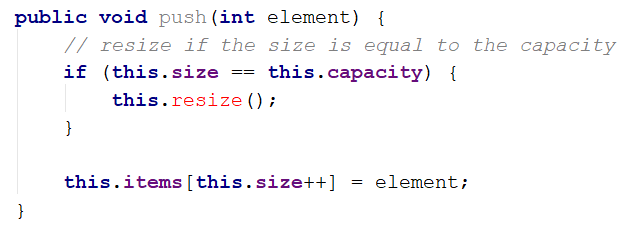 public void push(int element) {
    // resize if the size is equal to the capacity
    if (this.size == this.capacity) {
        this.resize();
    }

    this.items[this.size++] = element;
}